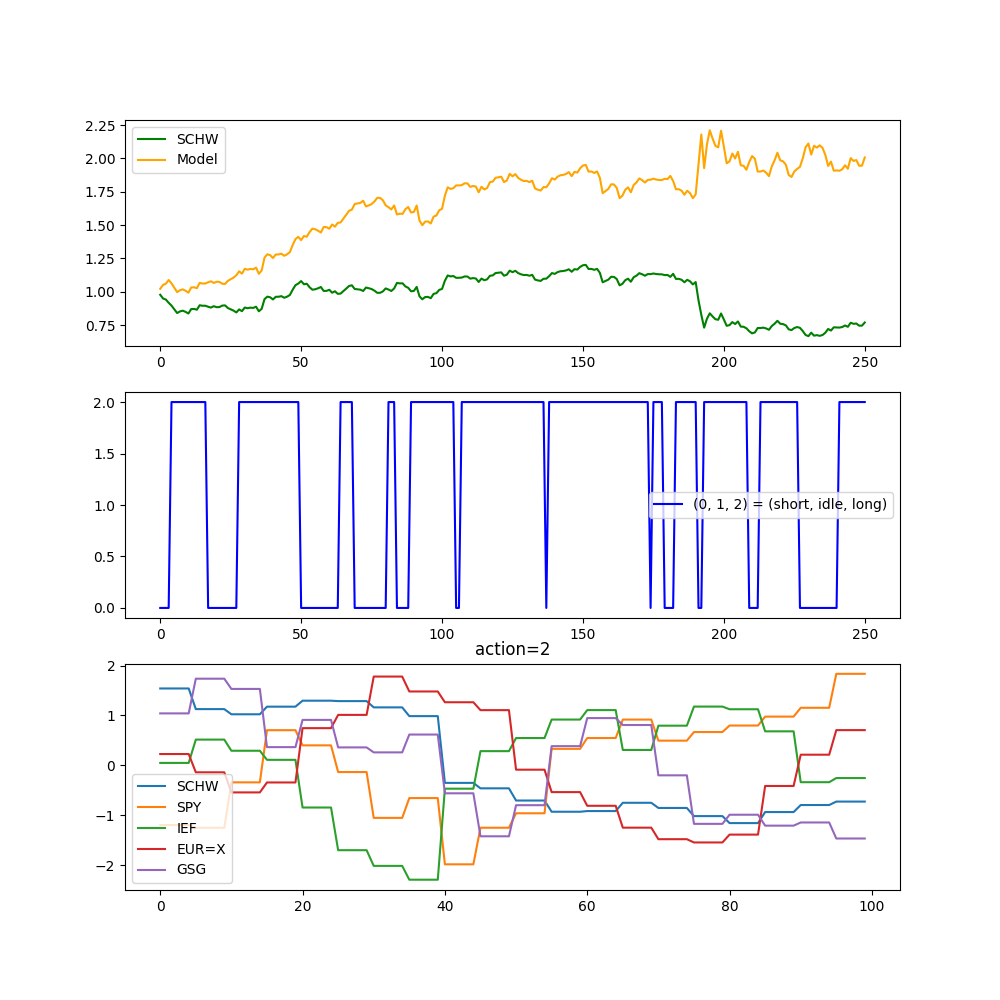 2.25
2.00
1.75
1.50
1.25
1.00
0.75
SCHW
Model
0 50 100 150 200 250
2.0
1.5
1.0
0.5
0.0
(0, 1, 2) = (short, idle, long)
0 50 100 150 200 250
action=2
2
1
0
−1
−2
SCHW
SPY
IEF
EUR=X
GSG
0 20 40 60 80 100